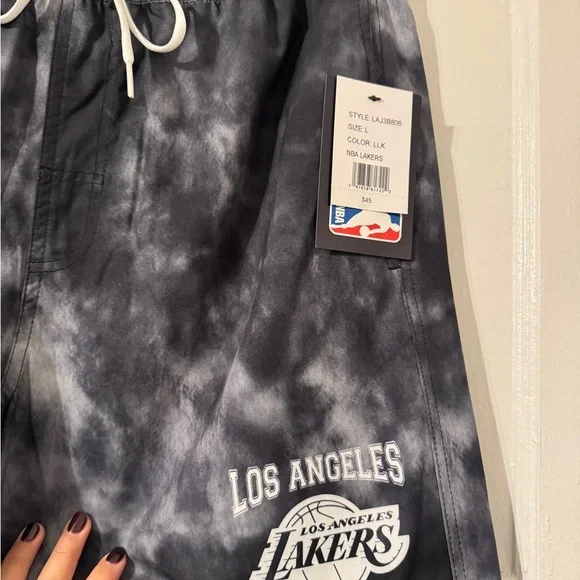 STYLE: LAJ3B806
SIZE: L
COLOR: LLK
NBA LAKERS
$45
NBA
LOS ANGELES
LOS ANGELES
LAKERS